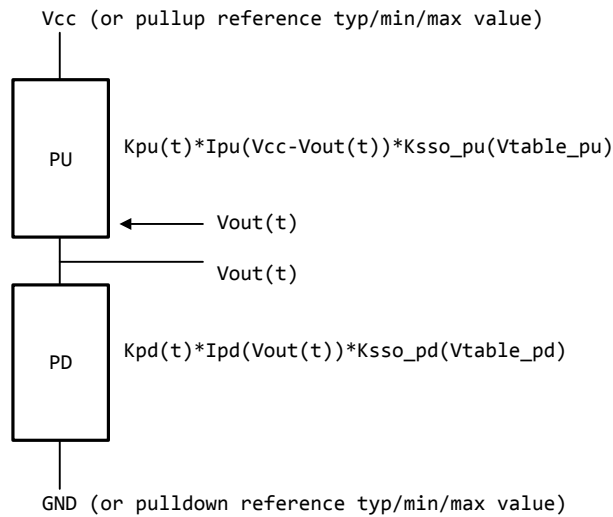 Vcc (or pullup reference typ/min/max value)
PU
Kpu(t)*Ipu(Vcc-Vout(t))*Ksso_pu(Vtable_pu)
Vout(t)
Vout(t)
PD
Kpd(t)*Ipd(Vout(t))*Ksso_pd(Vtable_pd)
GND (or pulldown reference typ/min/max value)